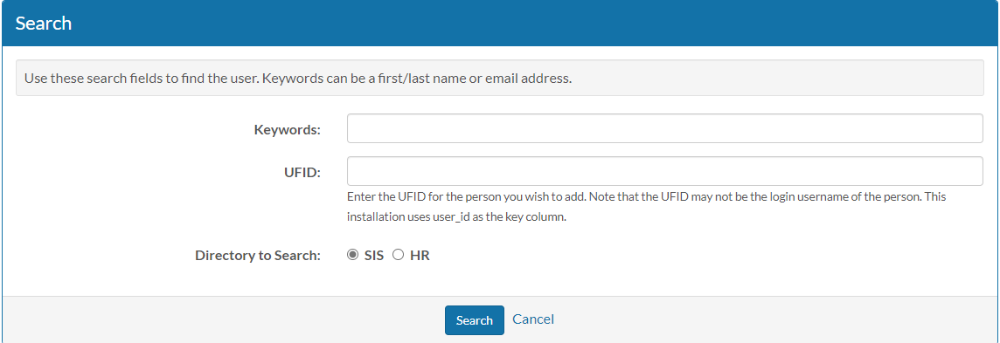 Search
Use these search fields to find the user. Keywords can be a first/last name or email address.
Keywords:
UFID:
Enter the UFID for the person you wish to add. Note that the UFID may not be the login username of the person. This
installation uses user_id as the key column.
Directory to Search: SIS HR
Search Cancel